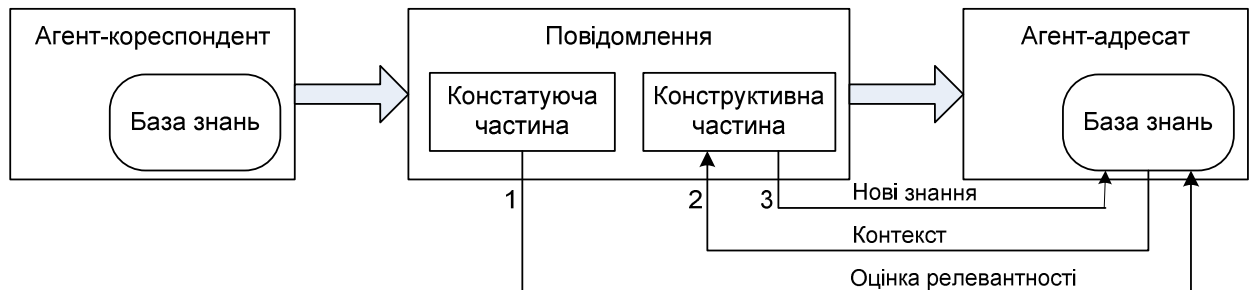 Агент-кореспондент
База знань
Повідомлення
Констатуюча
частина
Конструктивна
частина
Агент-адресат
База знань
1
2
3
Нові знання
Контекст
Оцінка релевантності